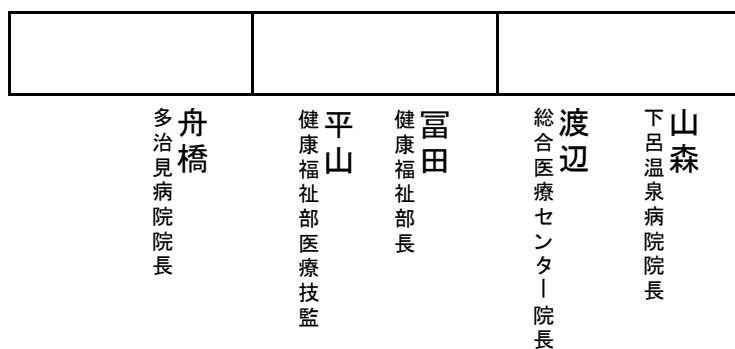 山森
下呂温泉病院院長
渡辺
総合医療センター院長
冨田
健康福祉部長
平山
健康福祉部医療技監
舟橋
多治見病院院長